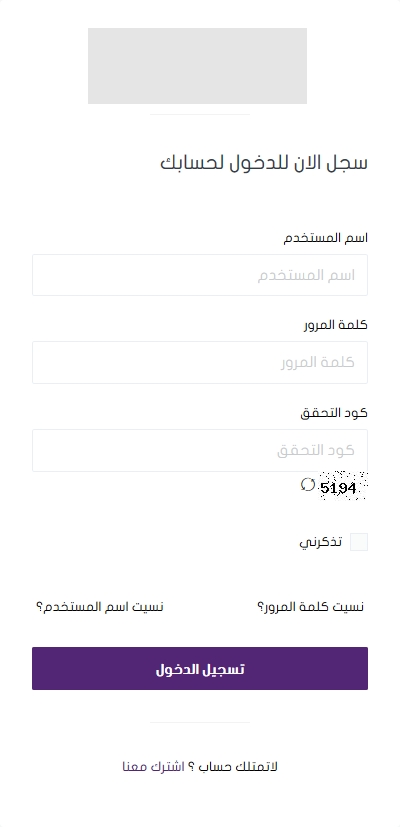 سجل الان للدخول لحسابك
اسم المستخدم
اسم المستخدم
كلمة المرور
كلمة المرور
كود التحقق
كود التحقق
5194
تذكرني
نسيت كلمة المرور؟ نسيت اسم المستخدم؟
تسجيل الدخول
لاتمتلك حساب ؟ اشترك معنا